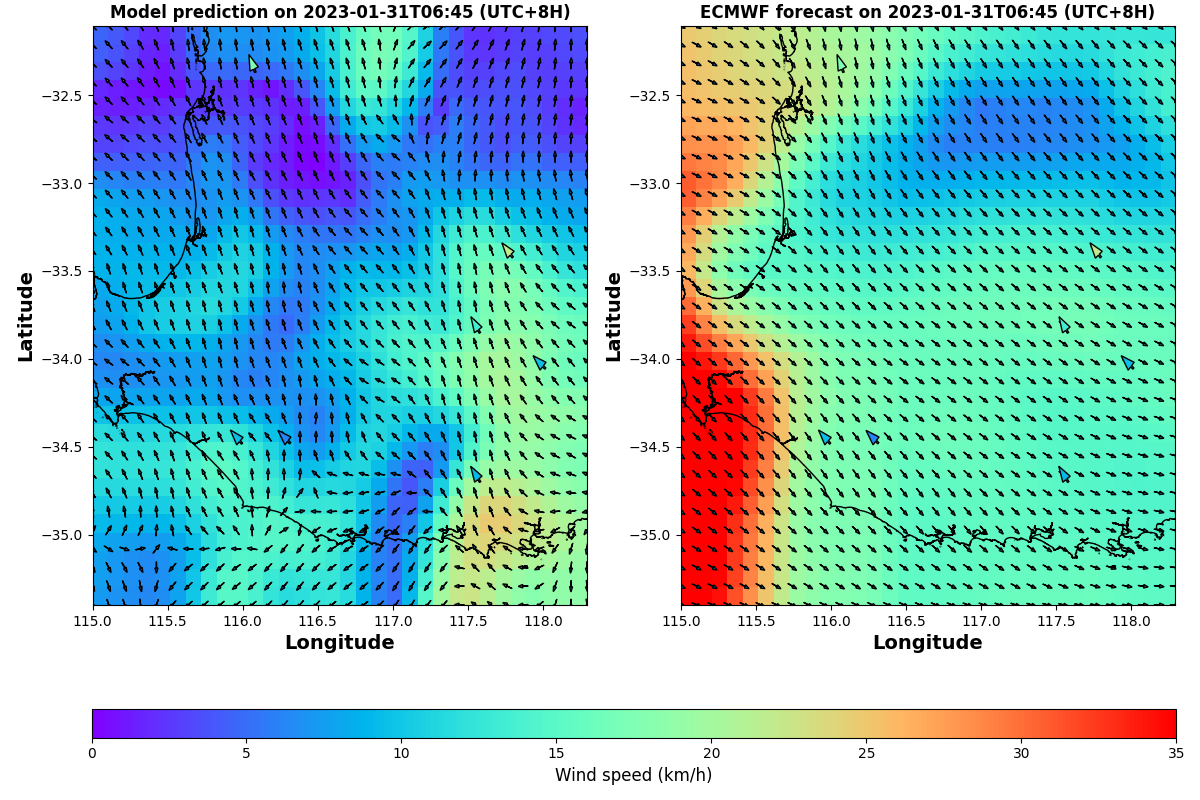 Model prediction on 2023-01-31T06:45 (UTC+8H)
ECMWF forecast on 2023-01-31T06:45 (UTC+8H)
Latitude
−32.5
−33.0
−33.5
−34.0
−34.5
−35.0
115.0 115.5 116.0 116.5 117.0 117.5 118.0
Longitude
Latitude
−32.5
−33.0
−33.5
−34.0
−34.5
−35.0
115.0 115.5 116.0 116.5 117.0 117.5 118.0
Longitude
0 5 10 15 20 25 30 35
Wind speed (km/h)